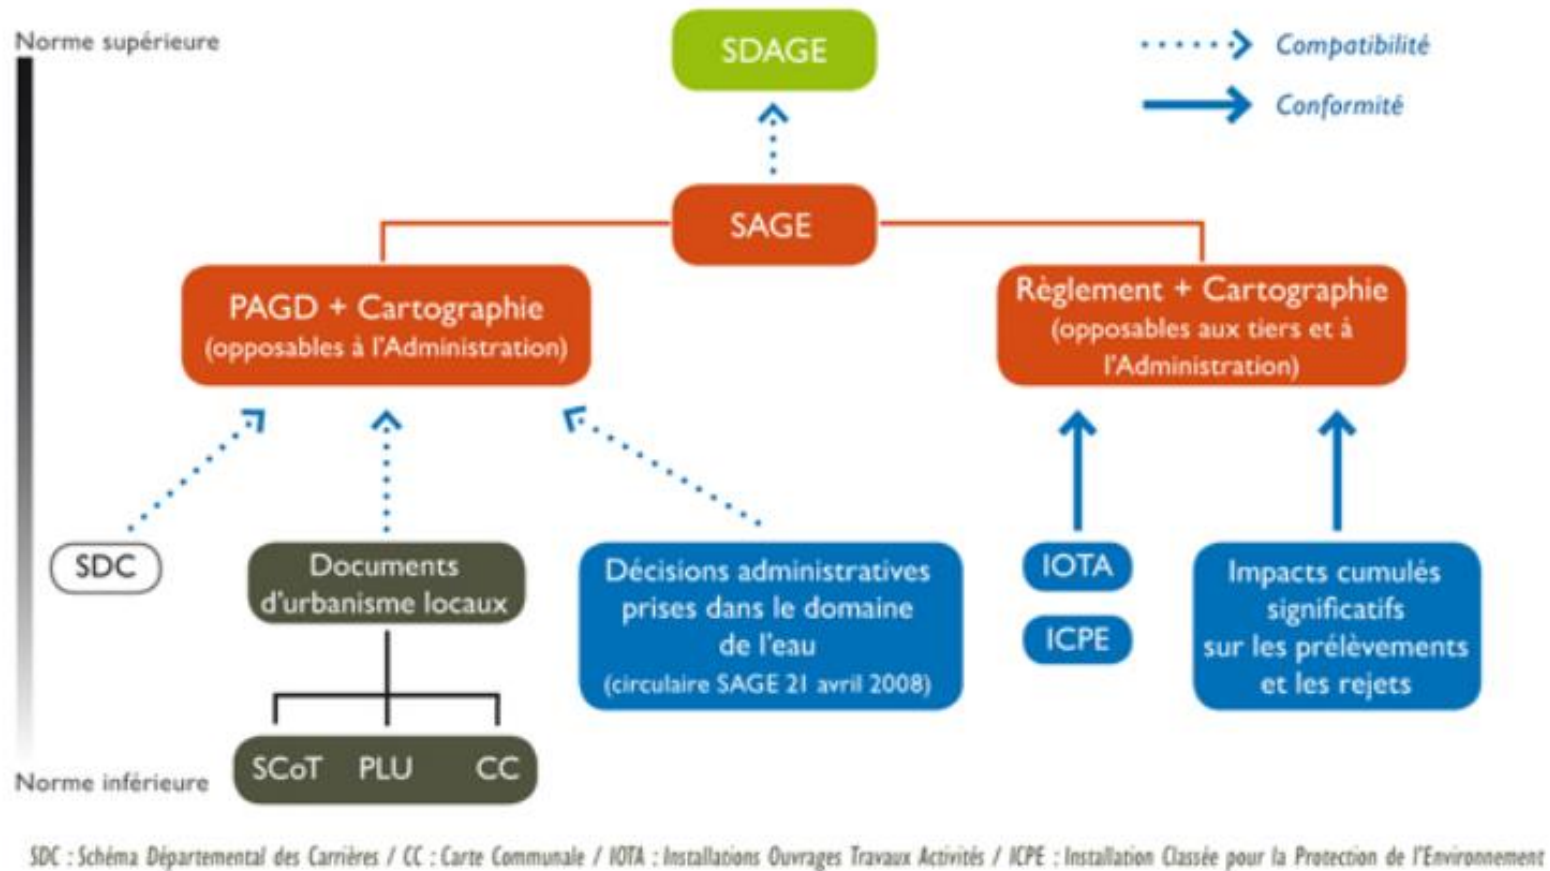 Norme supérieure
SDAGE
Compatibilité
Conformité
SAGE
PAGD + Cartographie
(opposables à l'Administration)
Règlement + Cartographie
(opposables aux tiers et à
l'Administration)
SDC
Documents
d'urbanisme locaux
Décisions administratives
prises dans le domaine
de l'eau
(circulaire SAGE 21 avril 2008)
IOTA
ICPE
Impacts cumulés
significatifs
sur les prélèvements
et les rejets
SCoT PLU CC
Norme inférieure
SDC : Schéma Départemental des Carrières / CC : Carte Communale / IOTA : Installations Ouvrages Travaux Activités / ICPE : Installation Classée pour la Protection de l'Environnement